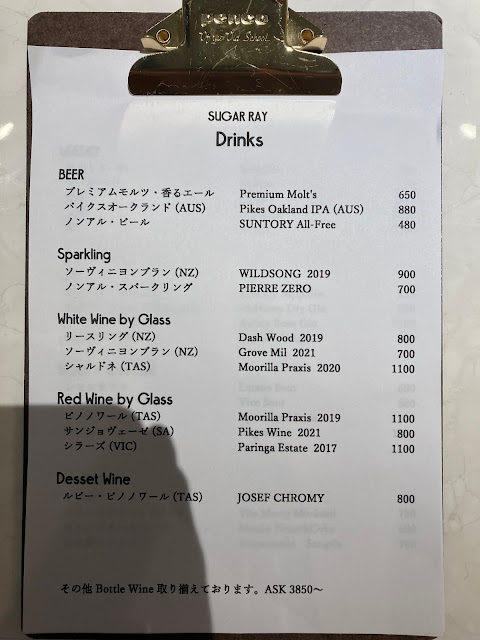 penco
Up for Old School.
SUGAR RAY
Drinks
BEER
プレミアムモルツ・香るエール Premium Molt's 650
パイクスオークランド (AUS) Pikes Oakland IPA (AUS) 880
ノンアル・ビール SUNTORY All-Free 480
Sparkling
ソーヴィニヨンブラン (NZ) WILDSONG 2019 900
ノンアル・スパークリング PIERRE ZERO 700
White Wine by Glass
リースリング (NZ) Dash Wood 2019 800
ソーヴィニヨンブラン (NZ) Grove Mil 2021 700
シャルドネ (TAS) Moorilla Praxis 2020 1100
Red Wine by Glass
ピノノワール (TAS) Moorilla Praxis 2019 1100
サンジョヴェーゼ (SA) Pikes Wine 2021 800
シラーズ (VIC) Paringa Estate 2017 1100
Desset Wine
ルビー・ピノノワール (TAS) JOSEF CHROMY 800
その他 Bottle Wine 取り揃えております。ASK 3850～